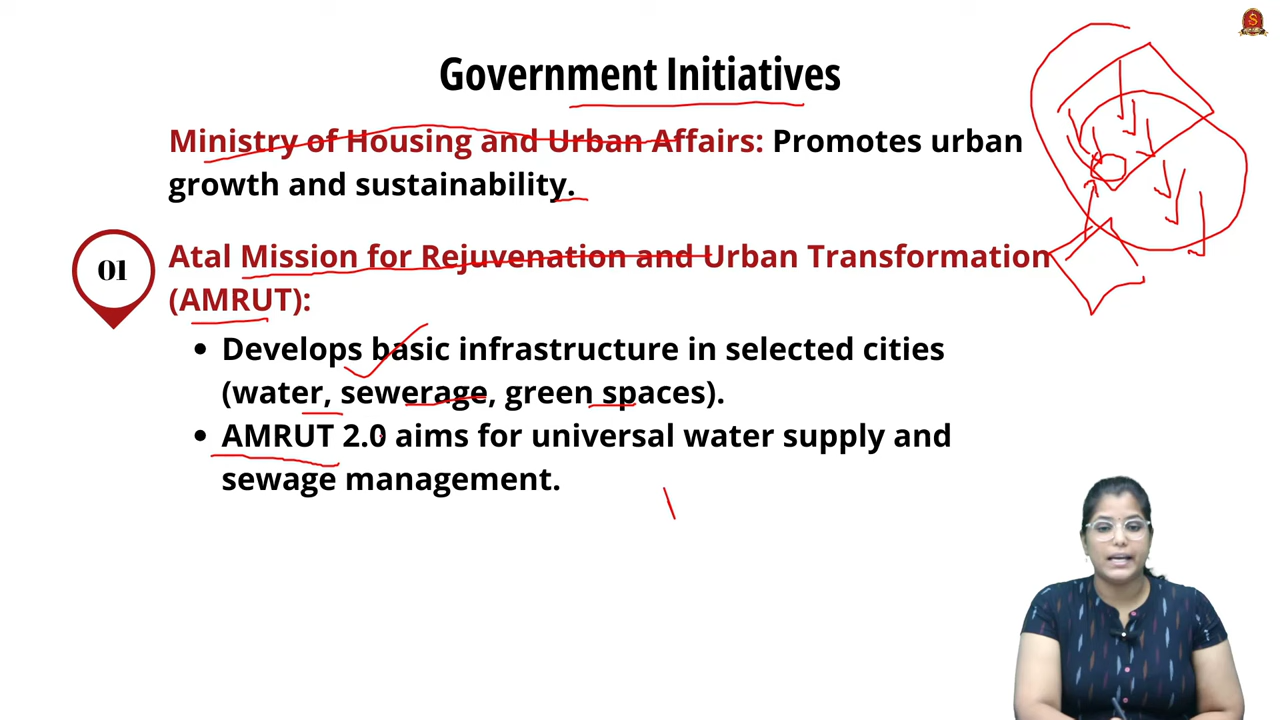 Government Initiatives
Ministry of Housing and Urban Affairs: Promotes urban
growth and sustainability.
01
Atal Mission for Rejuvenation and Urban Transformation
(AMRUT):
• Develops basic infrastructure in selected cities
(water, sewerage, green spaces).
• AMRUT 2.0 aims for universal water supply and
sewage management.